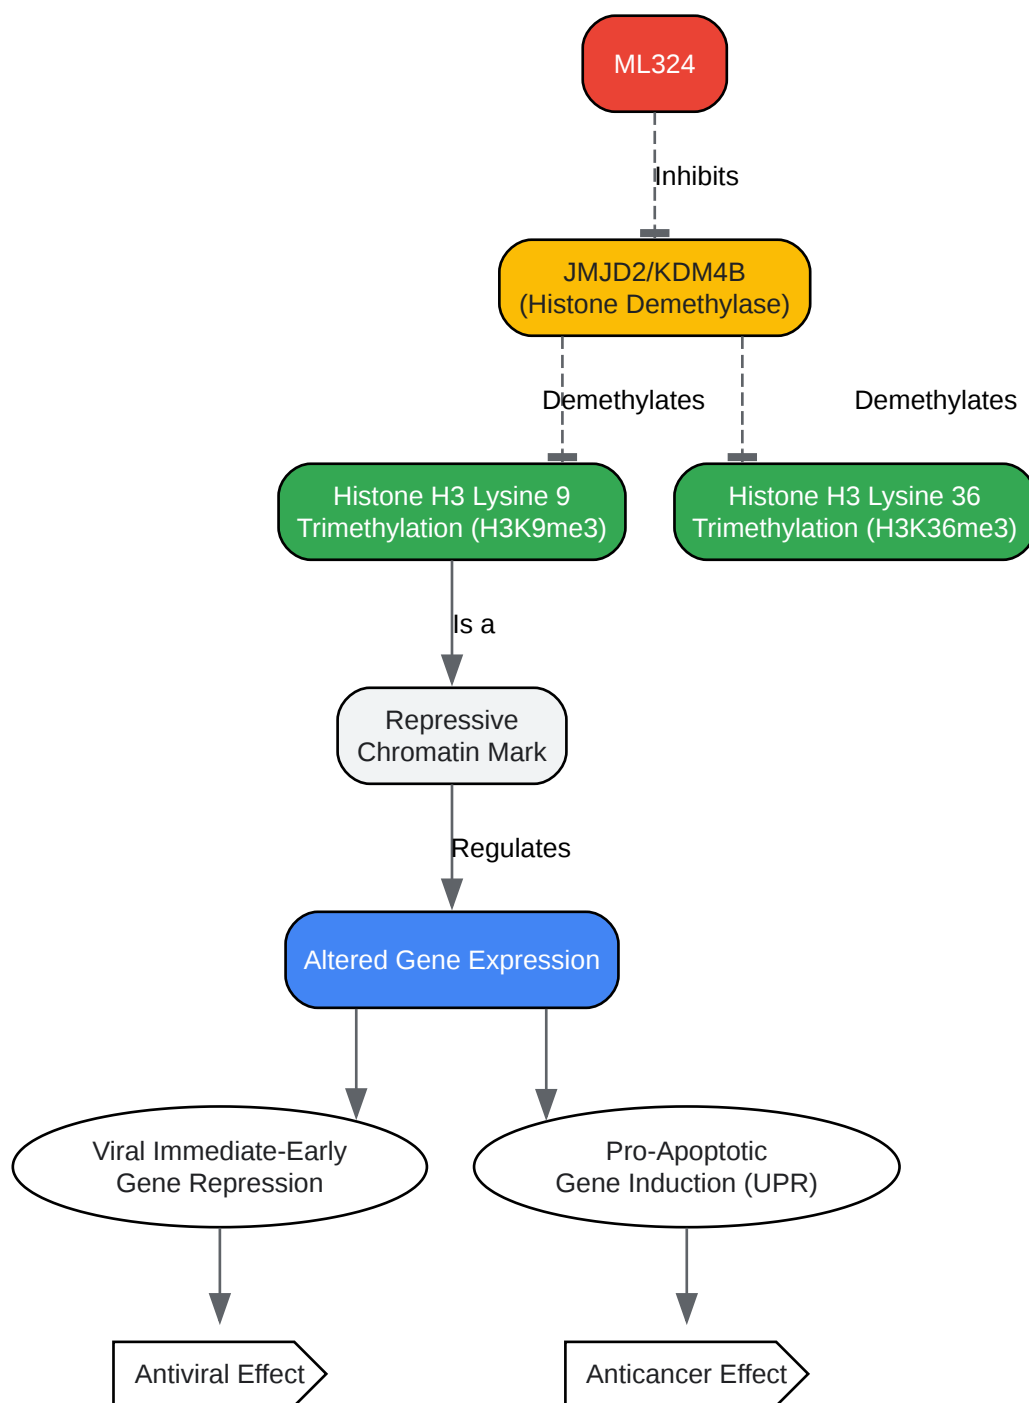 ML324
Inhibits
JMJD2/KDM4B
(Histone Demethylase)
Demethylates
Demethylates
Histone H3 Lysine 9
Trimethylation (H3K9me3)
Histone H3 Lysine 36
Trimethylation (H3K36me3)
Is a
Repressive
Chromatin Mark
Regulates
Altered Gene Expression
Viral Immediate-Early
Gene Repression
Pro-Apoptotic
Gene Induction (UPR)
Antiviral Effect
Anticancer Effect